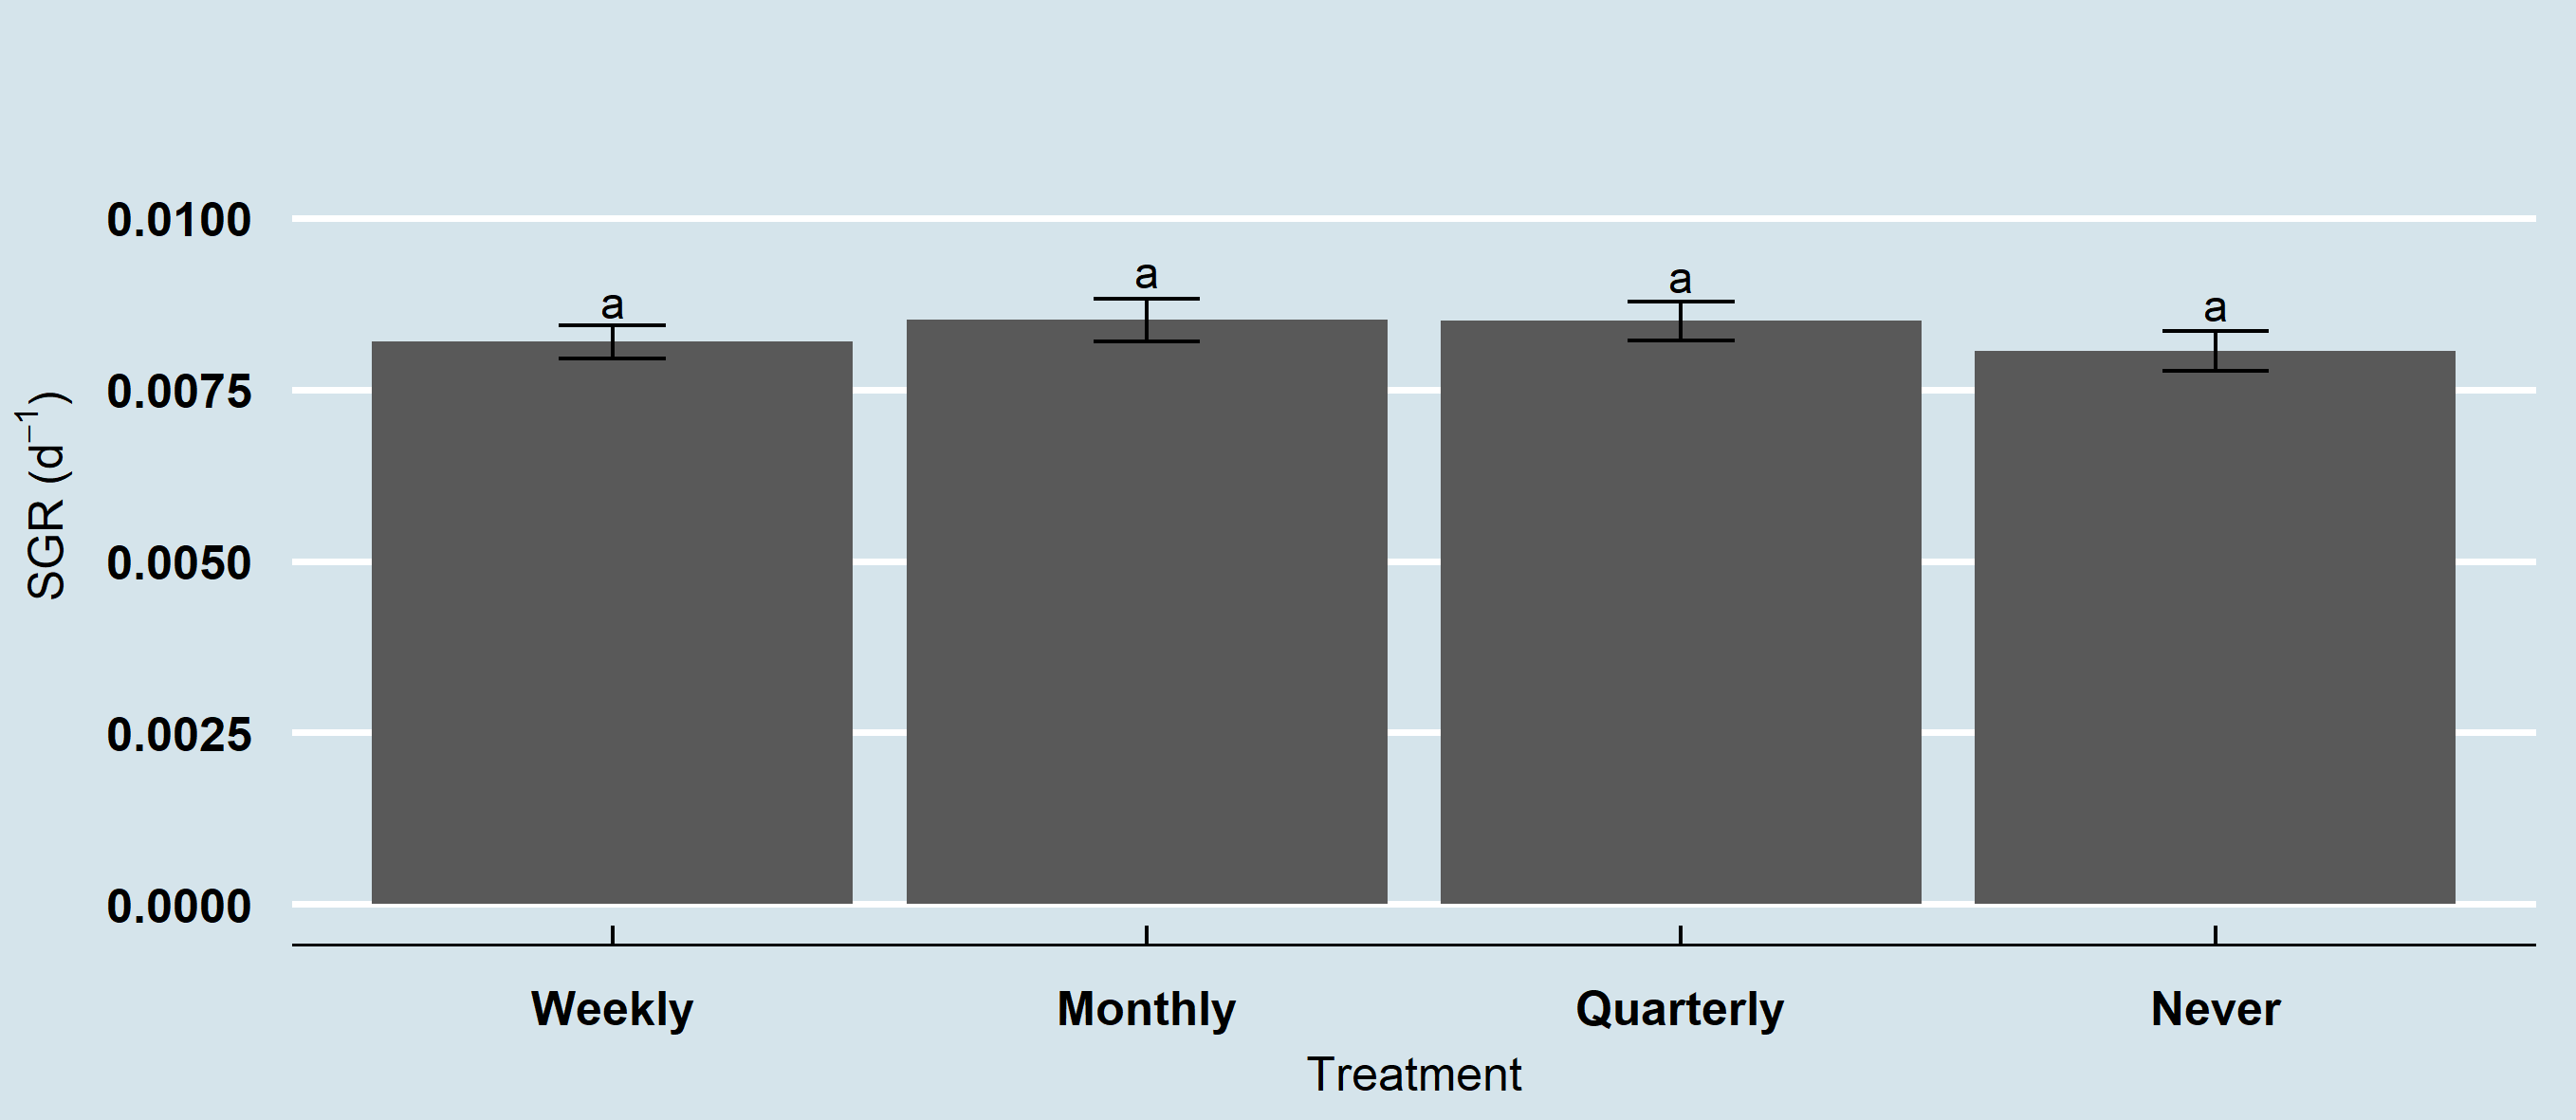 0.0100
0.0075
0.0050
0.0025
0.0000
SGR (d⁻¹)
a
a
a
a
Weekly
Monthly
Quarterly
Never
Treatment